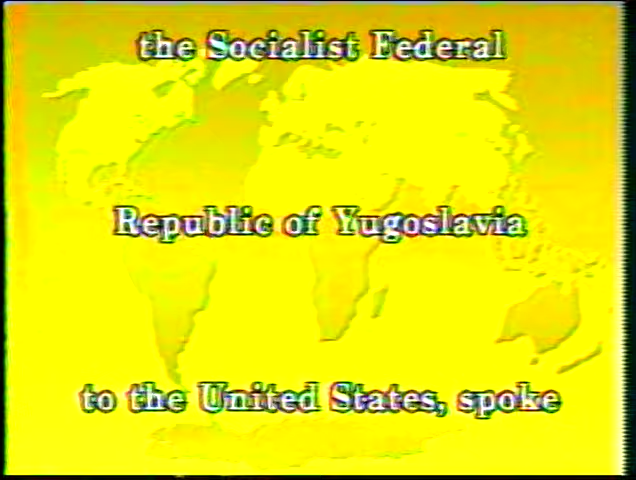 the Socialist Federal
Republic of Yugoslavia
to the United States, spoke